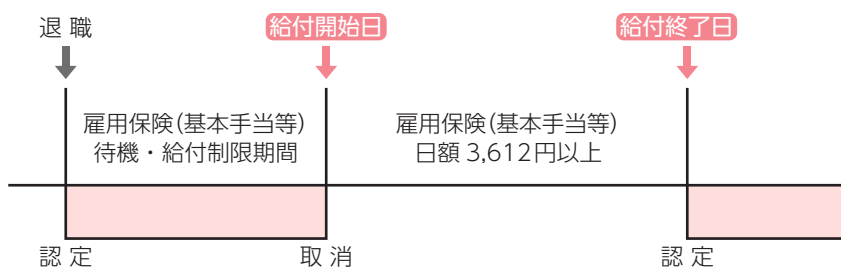 退職
給付開始日
給付終了日
雇用保険(基本手当等)
待機・給付制限期間
雇用保険(基本手当等)
日額 3,612円以上
認定
取消
認定